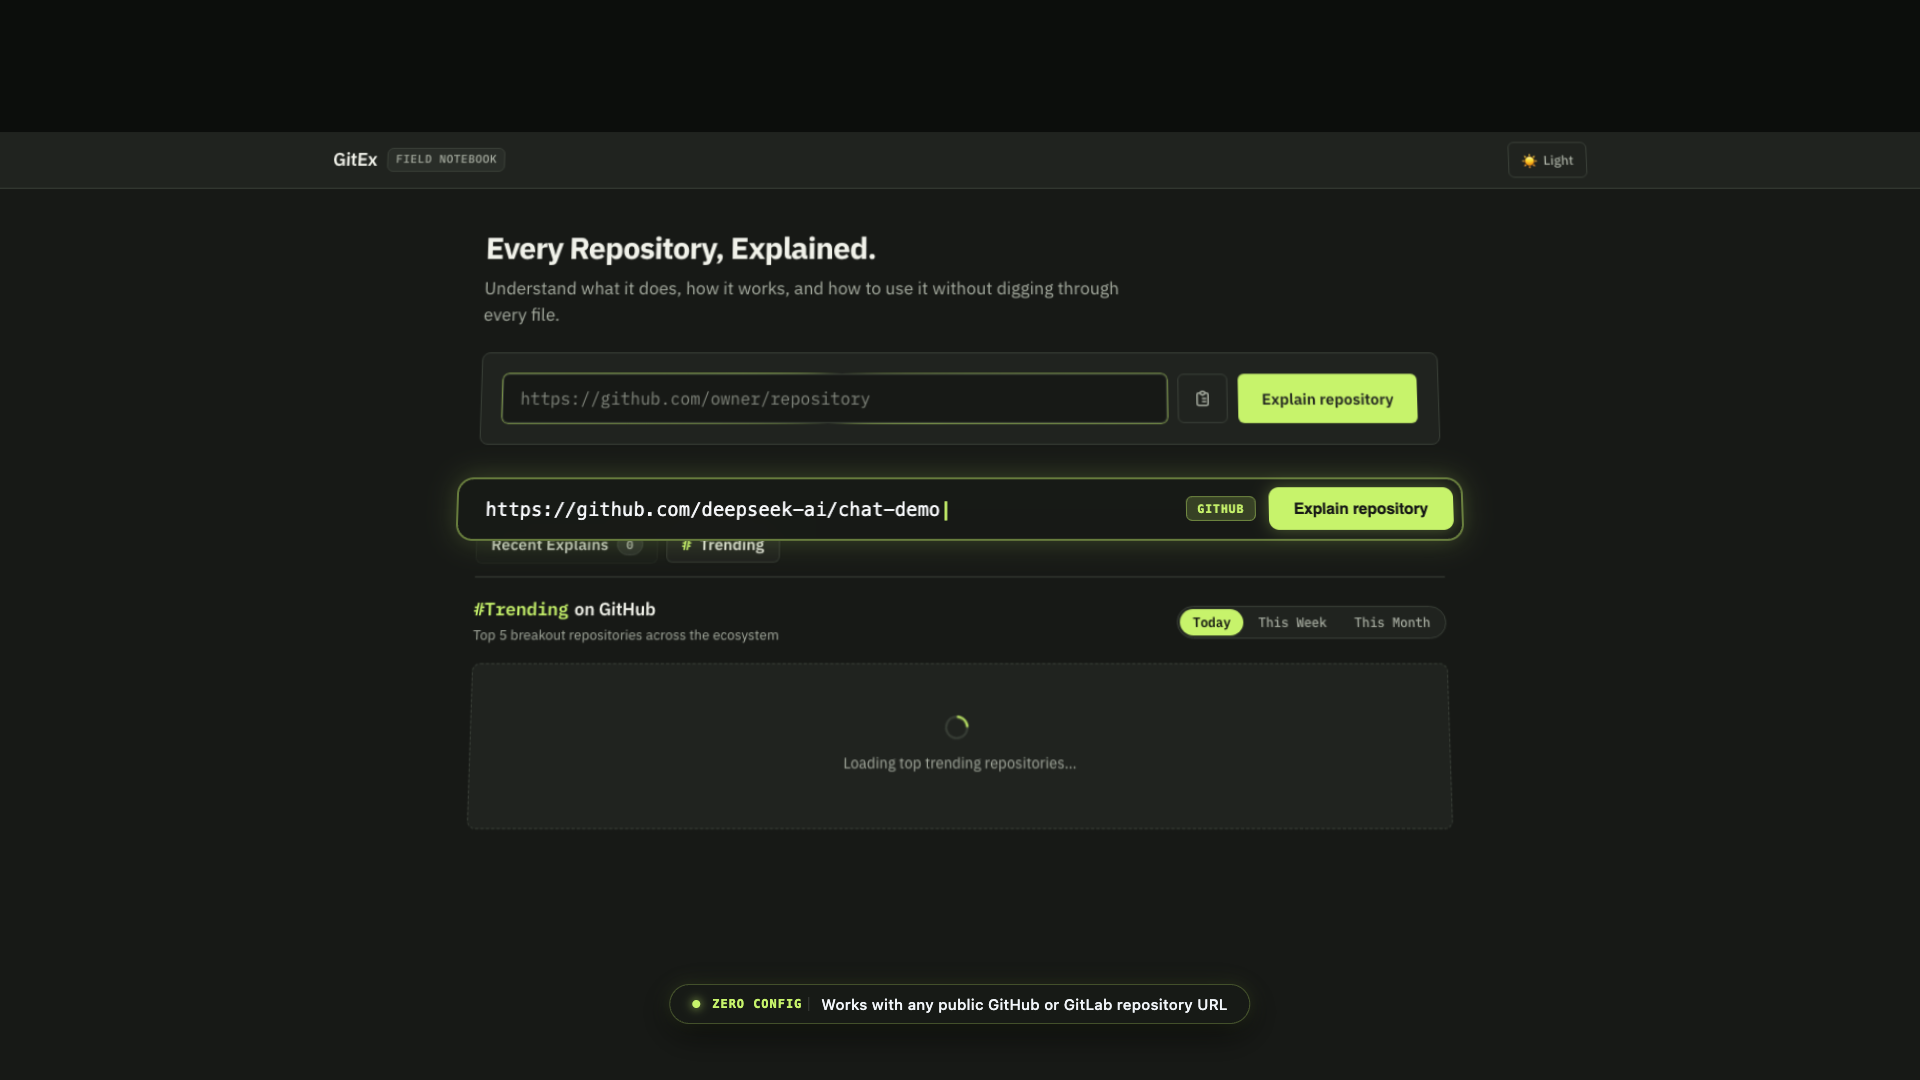 GitEx FIELD NOTEBOOK
Light
Every Repository, Explained.
Understand what it does, how it works, and how to use it without digging through
every file.
https://github.com/owner/repository
Explain repository
https://github.com/deepseek-ai/chat-demo
GITHUB
Explain repository
Recent Explains 0
# Trending
#Trending on GitHub
Top 5 breakout repositories across the ecosystem
Today This Week This Month
Loading top trending repositories...
ZERO CONFIG Works with any public GitHub or GitLab repository URL